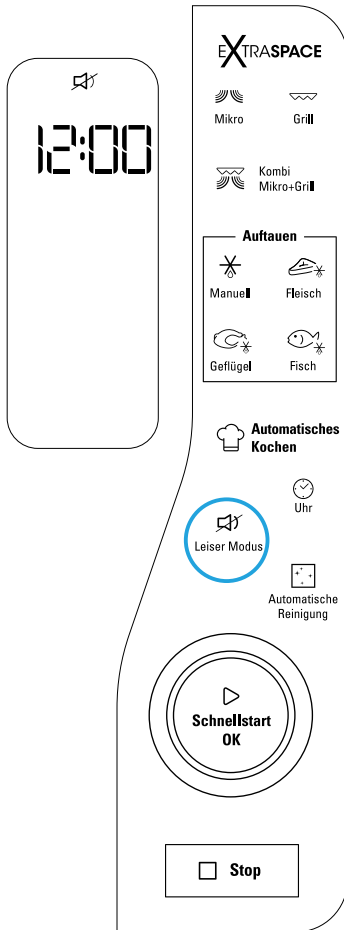 12:00
EXTRASPACE
Mikro
Grill
Kombi
Mikro+Grill
Auftauen
Manuell
Fleisch
Geflügel
Fisch
Automatisches
Kochen
Uhr
Leiser Modus
Automatische
Reinigung
Schnellstart
OK
Stop